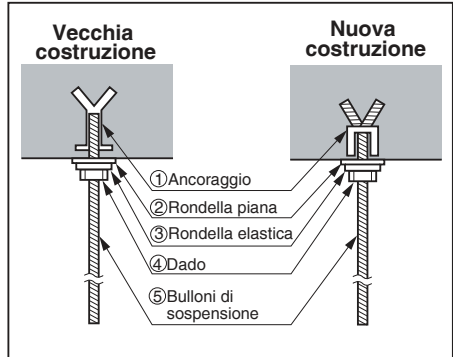 Vecchia
costruzione
Nuova
costruzione
①Ancoraggio
②Rondella piana
③Rondella elastica
④Dado
⑤Bulloni di
sospensione